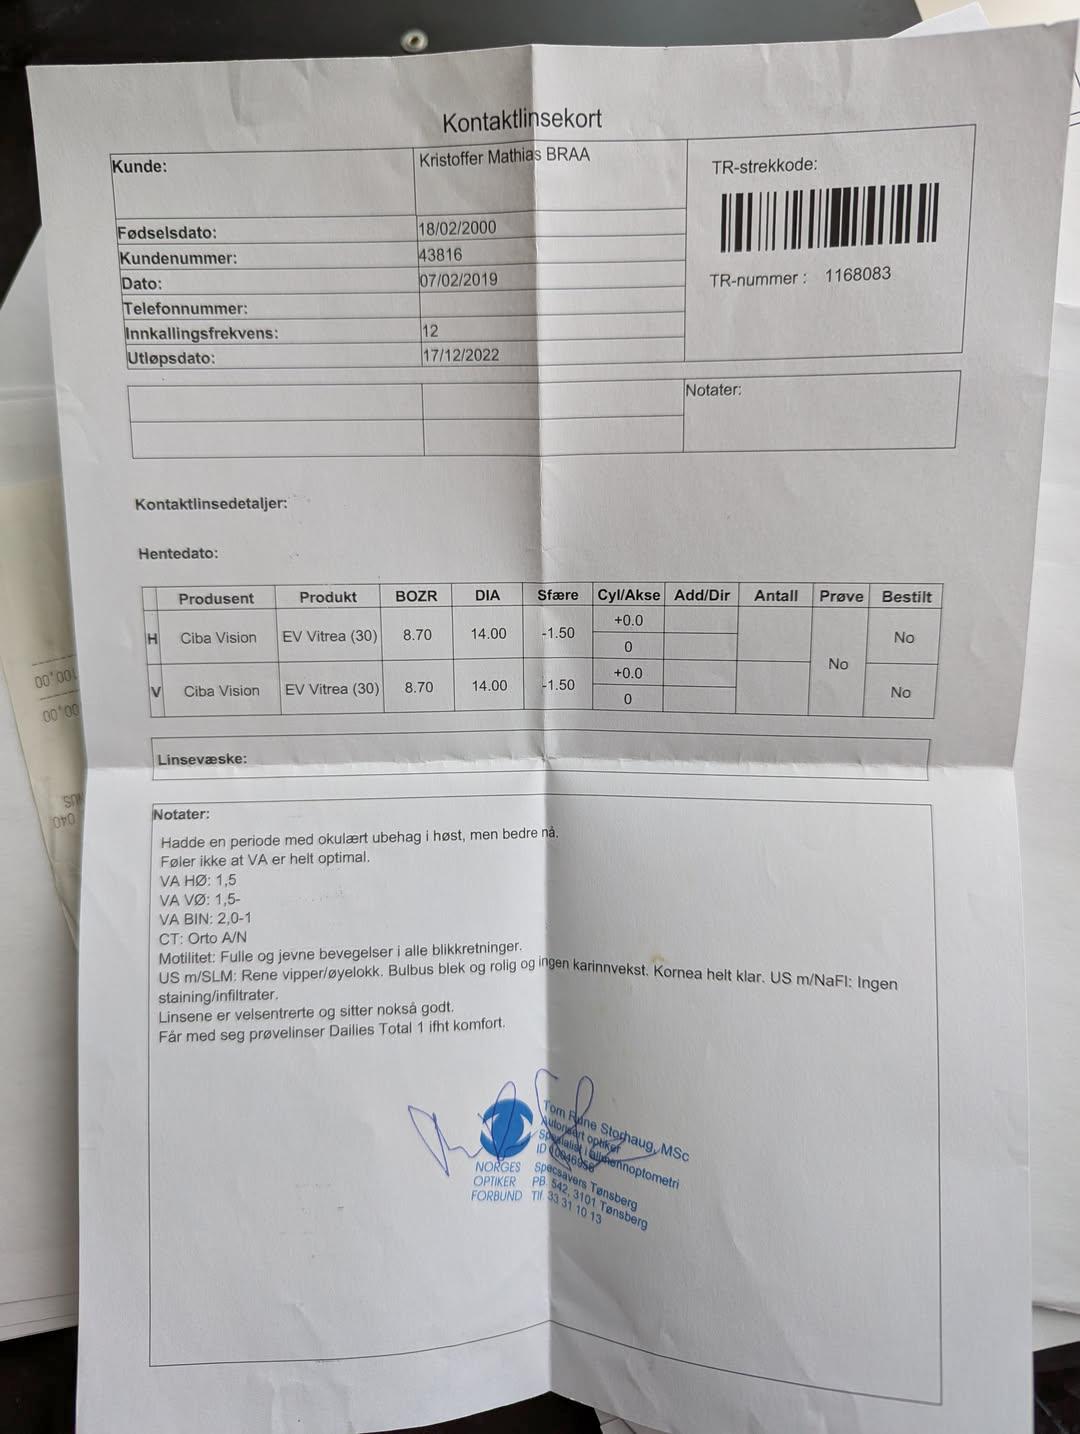 Kontaktlinsekort
Kunde: Kristoffer Mathias BRAA
TR-strekkode:
Fødselsdato: 18/02/2000
Kundenummer: 43816
TR-nummer : 1168083
Dato: 07/02/2019
Telefonnummer:
Innkallingsfrekvens: 12
Utløpsdato: 17/12/2022
Notater:
Kontaktlinsedetaljer:
Hentedato:
Produsent Produkt BOZR DIA Sfære Cyl/Akse Add/Dir Antall Prøve Bestilt
H Ciba Vision EV Vitrea (30) 8.70 14.00 -1.50 +0.0 No
0
No
V Ciba Vision EV Vitrea (30) 8.70 14.00 -1.50 +0.0 No
0
Linsevæske:
Notater:
Hadde en periode med okulært ubehag i høst, men bedre nå.
Føler ikke at VA er helt optimal.
VA HØ: 1,5
VA VØ: 1,5-
VA BIN: 2,0-1
CT: Orto A/N
Motilitet: Fulle og jevne bevegelser i alle blikkretninger.
US m/SLM: Rene vipper/øyelokk. Bulbus blek og rolig og ingen karinnvekst. Kornea helt klar. US m/NaFl: Ingen
staining/infiltrater.
Linsene er velsentrerte og sitter nokså godt.
Får med seg prøvelinser Dailies Total 1 ifht komfort.
Tom Rune Storhaug, MSc
Autorisert optiker
Spesialist i allmennoptometri
ID
NORGES Specsavers Tønsberg
OPTIKER PB. 542, 3101 Tønsberg
FORBUND Tlf 33 31 10 13